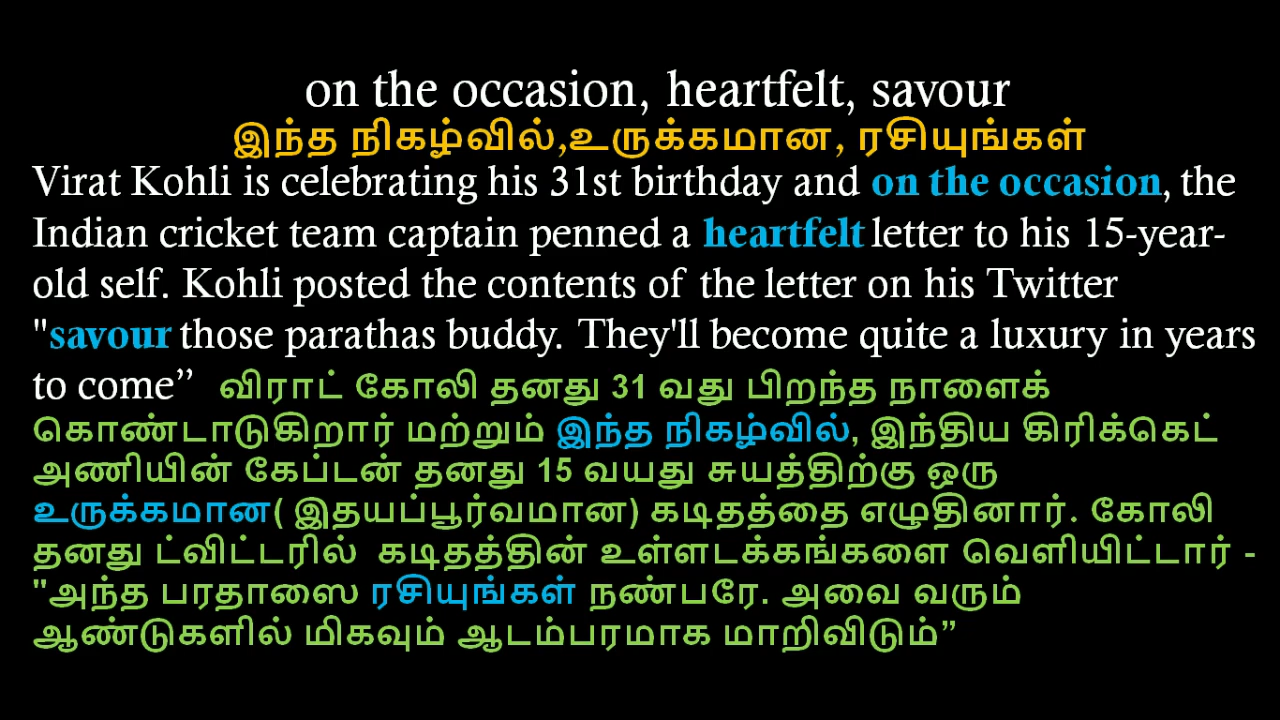 on the occasion, heartfelt, savour
இந்த நிகழ்வில்,உருக்கமான, ரசியுங்கள்
Virat Kohli is celebrating his 31st birthday and on the occasion, the
Indian cricket team captain penned a heartfelt letter to his 15-year-
old self. Kohli posted the contents of the letter on his Twitter
"savour those parathas buddy. They'll become quite a luxury in years
to come” விராட் கோலி தனது 31 வது பிறந்த நாளைக்
கொண்டாடுகிறார் மற்றும் இந்த நிகழ்வில், இந்திய கிரிக்கெட்
அணியின் கேப்டன் தனது 15 வயது சுயத்திற்கு ஒரு
உருக்கமான( இதயப்பூர்வமான) கடிதத்தை எழுதினார். கோலி
தனது ட்விட்டரில் கடிதத்தின் உள்ளடக்கங்களை வெளியிட்டார் -
"அந்த பரதாஸை ரசியுங்கள் நண்பரே. அவை வரும்
ஆண்டுகளில் மிகவும் ஆடம்பரமாக மாறிவிடும்”